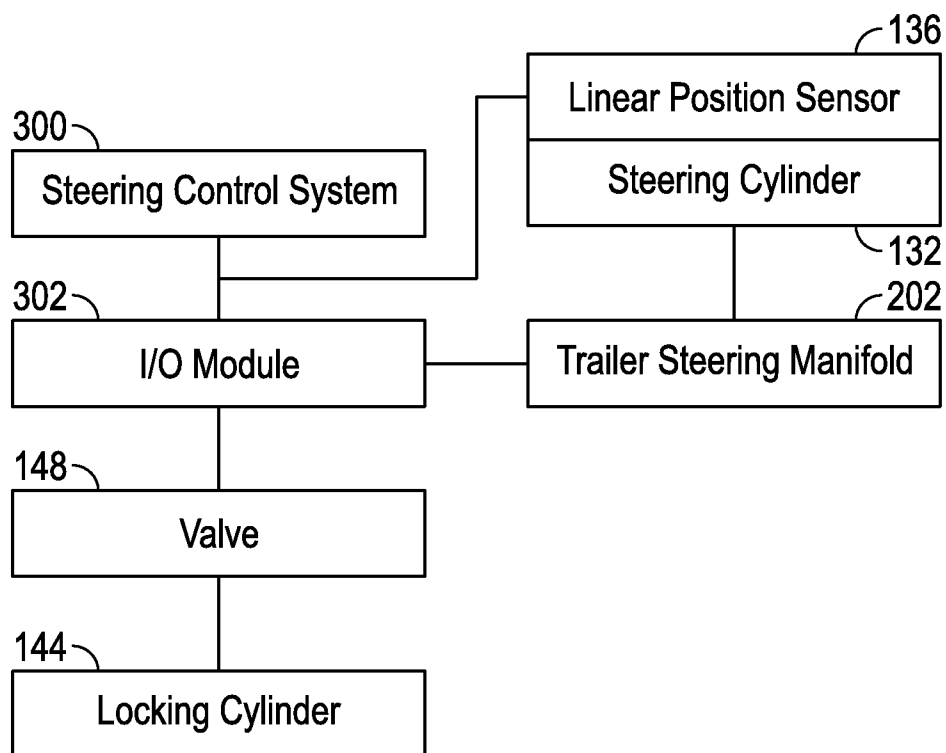 136
Linear Position Sensor
300
Steering Control System
Steering Cylinder
132
302
202
I/O Module
Trailer Steering Manifold
148
Valve
144
Locking Cylinder